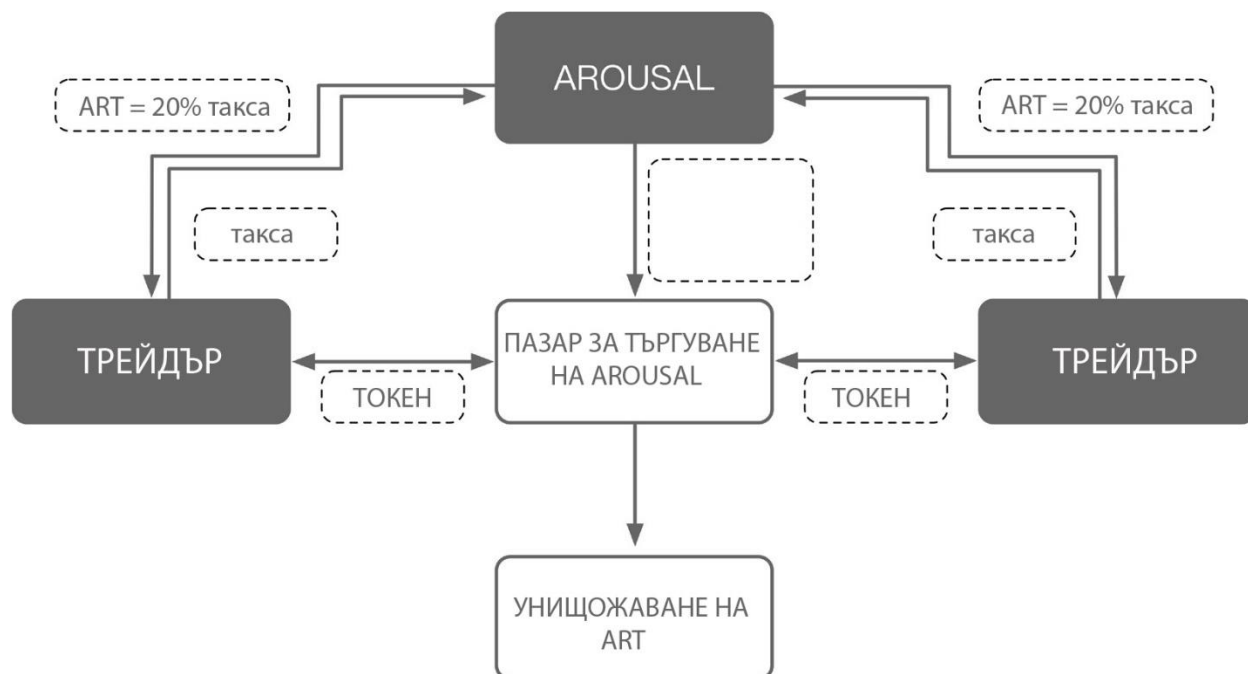 AROUSAL
ART = 20% такса
ART = 20% такса
такса
такса
ТРЕЙДЪР
ПАЗАР ЗА ТЪРГУВАНЕ
НА AROUSAL
ТРЕЙДЪР
ТОКЕН
ТОКЕН
УНИЩОЖАВАНЕ НА
ART